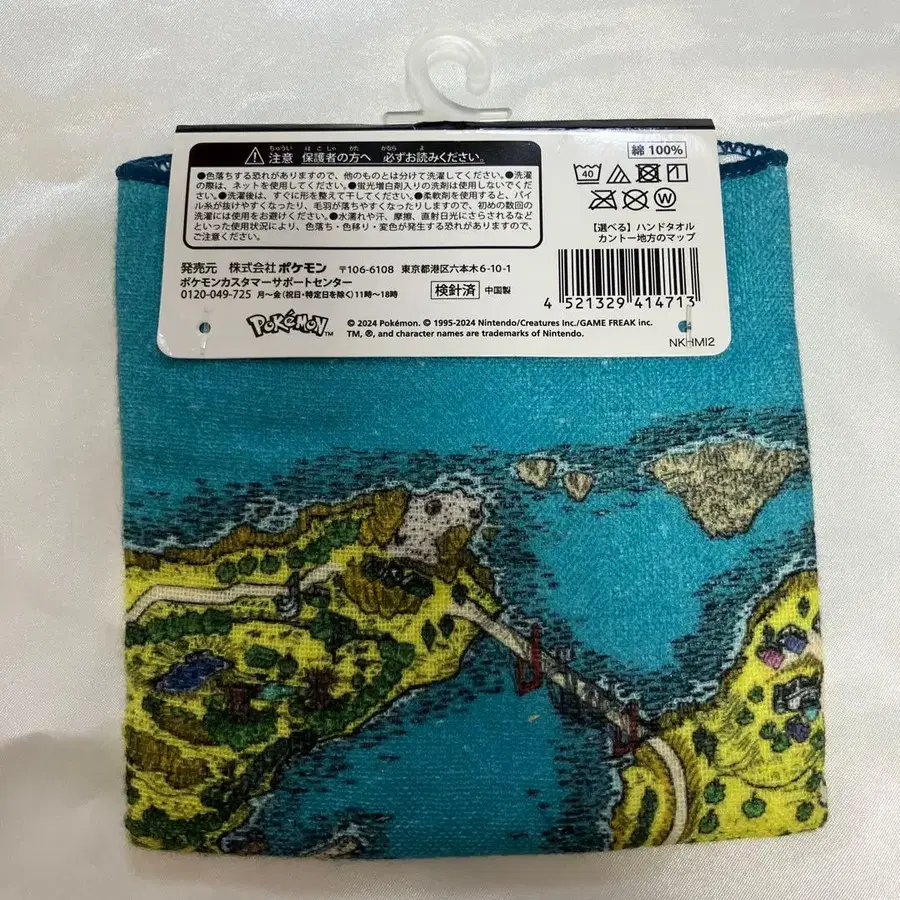 ちゅうい ほごしゃ かた かなら よ
⚠ 注意 保護者の方へ 必ずお読みください。
●色落ちする恐れがありますので、他のものとは分けて洗濯してください。●洗濯
の際は、ネットを使用してください。●蛍光増白剤入りの洗剤は使用しないでくだ
さい。●洗濯後は、すぐに形を整えて干してください。●柔軟剤を使用すると、パイ
ル糸が抜けやすくなったり、毛羽が落ちやすくなったりしますので、初めの数回の
洗濯には使用をお避けください。●水濡れや汗、摩擦、直射日光にさらされるなど
といった使用状況により、色落ち・色移り・変色が発生する恐れがありますので、
ご注意ください。
発売元 株式会社ポケモン 〒106-6108 東京都港区六本木6-10-1
ポケモンカスタマーサポートセンター
0120-049-725 月～金(祝日・特定日を除く)11時～18時
検針済 中国製
POKÉMON TM
© 2024 Pokémon. © 1995-2024 Nintendo/Creatures Inc./GAME FREAK inc.
TM, ®, and character names are trademarks of Nintendo.
綿 100%
40
W
【選べる】ハンドタオル
カントー地方のマップ
4 521329 414713
NKHM12